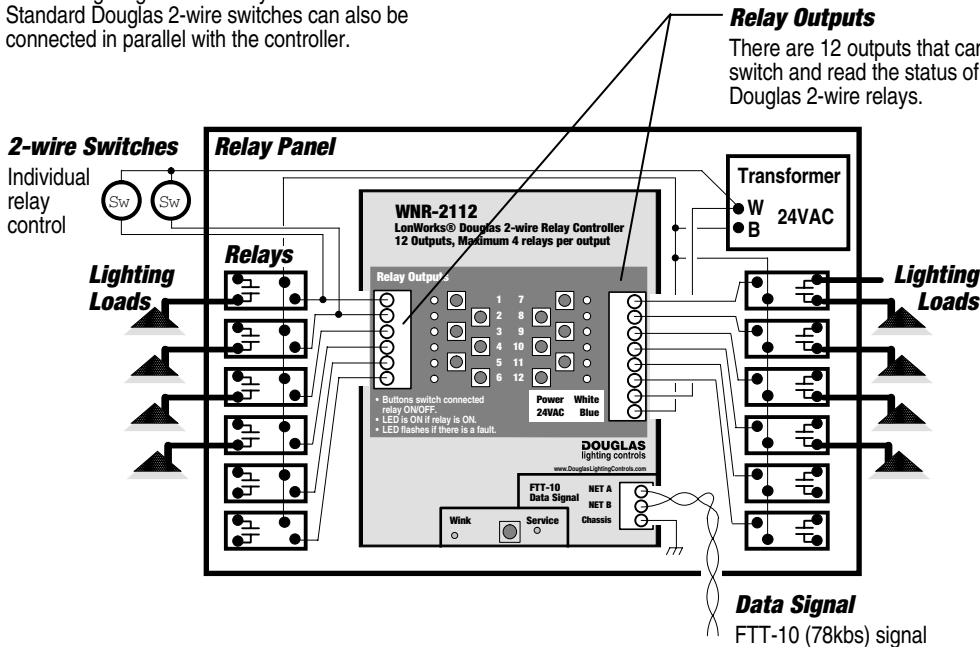 Standard Douglas 2-wire switches can also be
connected in parallel with the controller.
Relay Outputs
There are 12 outputs that can
switch and read the status of
Douglas 2-wire relays.
2-wire Switches
Individual
relay
control
Sw
Sw
Relay Panel
Transformer
W
B
24VAC
WNR-2112
LonWorks® Douglas 2-wire Relay Controller
12 Outputs, Maximum 4 relays per output
Relays
Lighting
Loads
Lighting
Loads
Relay Outputs
1 7
2 8
3 9
4 10
5 11
6 12
• Buttons switch connected
relay ON/OFF.
• LED is ON if relay is ON.
• LED flashes if there is a fault.
Power White
24VAC Blue
DOUGLAS
lighting controls
www.DouglasLightingControls.com
FTT-10
Data Signal
NET A
NET B
Chassis
Wink
Service
Data Signal
FTT-10 (78kbs) signal